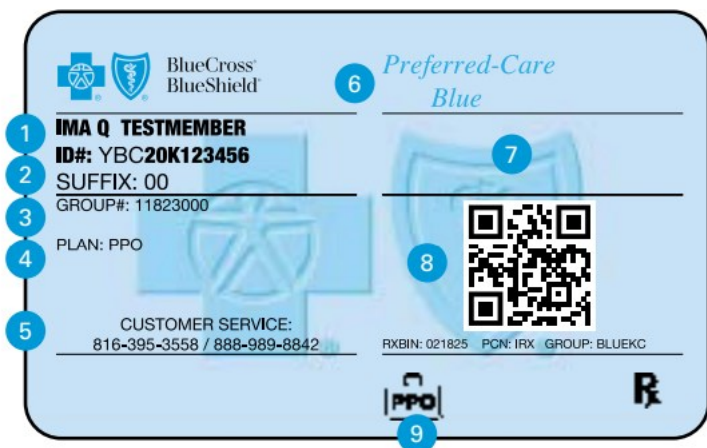 BlueCross
BlueShield
6
Preferred-Care
Blue
1
IMA Q TESTMEMBER
ID#: YBC20K123456
7
2
SUFFIX: 00
3
GROUP#: 11823000
4
PLAN: PPO
8
5
CUSTOMER SERVICE:
816-395-3558 / 888-989-8842
RXBIN: 021825 PCN: IRX GROUP: BLUEKC
PPO
Rx
9